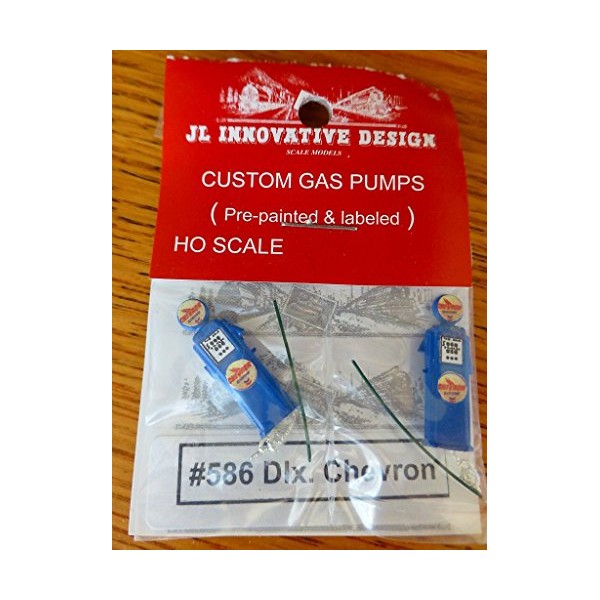 JL INNOVATIVE DESIGN
SCALE MODELS
CUSTOM GAS PUMPS
( Pre-painted & labeled )
HO SCALE
#586 Dlx. Chevron